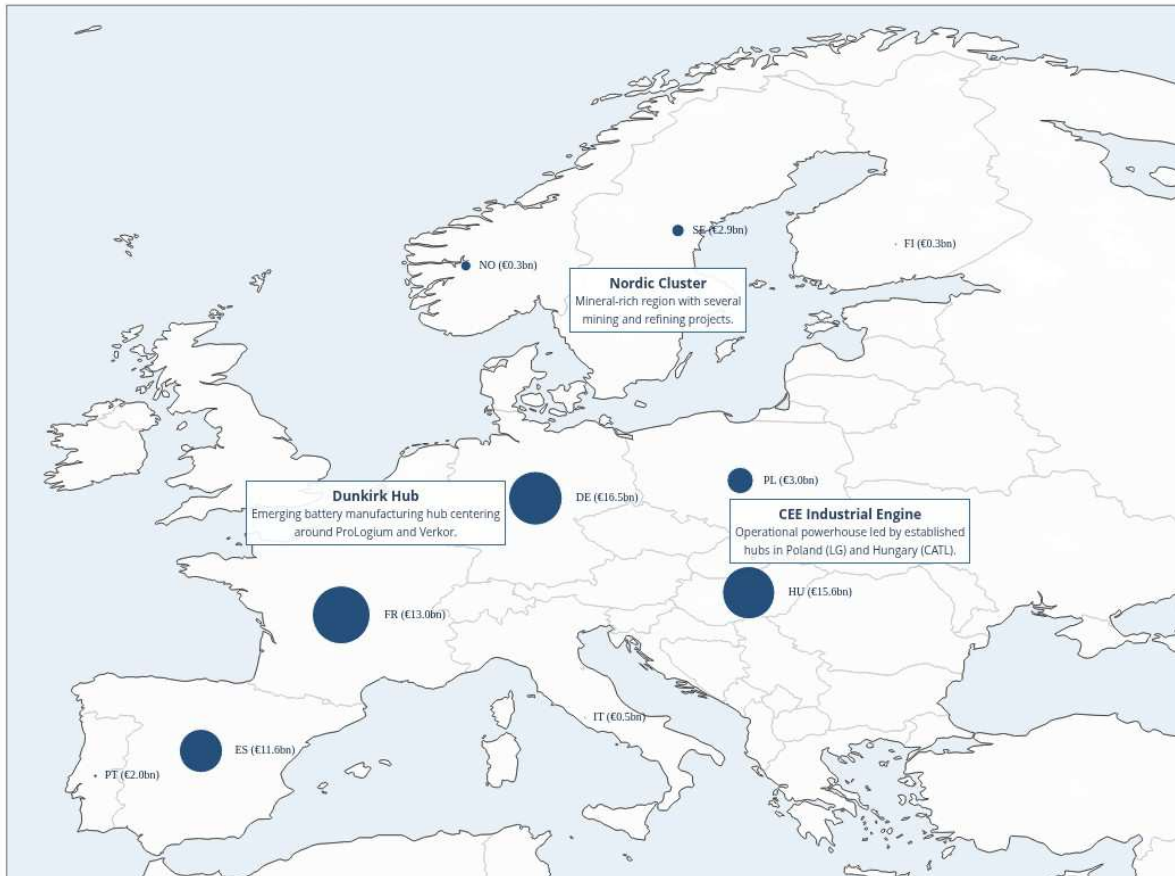 SE (€2.9bn)
FI (€0.3bn)
NO (€0.3bn)
Nordic Cluster
Mineral-rich region with several
mining and refining projects.
PL (€3.0bn)
Dunkirk Hub
Emerging battery manufacturing hub centering
around ProLogium and Verkor.
DE (€16.5bn)
CEE Industrial Engine
Operational powerhouse led by established
hubs in Poland (LG) and Hungary (CATL).
HU (€15.6bn)
FR (€13.0bn)
IT (€0.5bn)
ES (€11.6bn)
PT (€2.0bn)